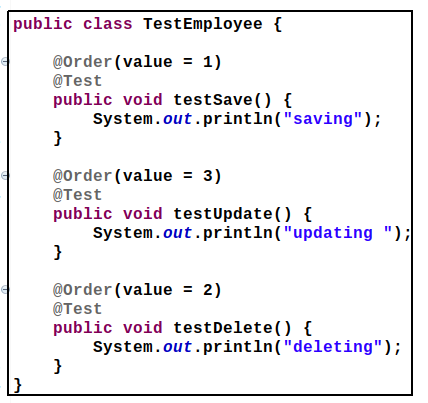 public class TestEmployee {
@Order(value = 1)
@Test
public void testSave() {
System.out.println("saving");
}
@Order(value = 3)
@Test
public void testUpdate() {
System.out.println("updating ");
}
@Order(value = 2)
@Test
public void testDelete() {
System.out.println("deleting");
}
}